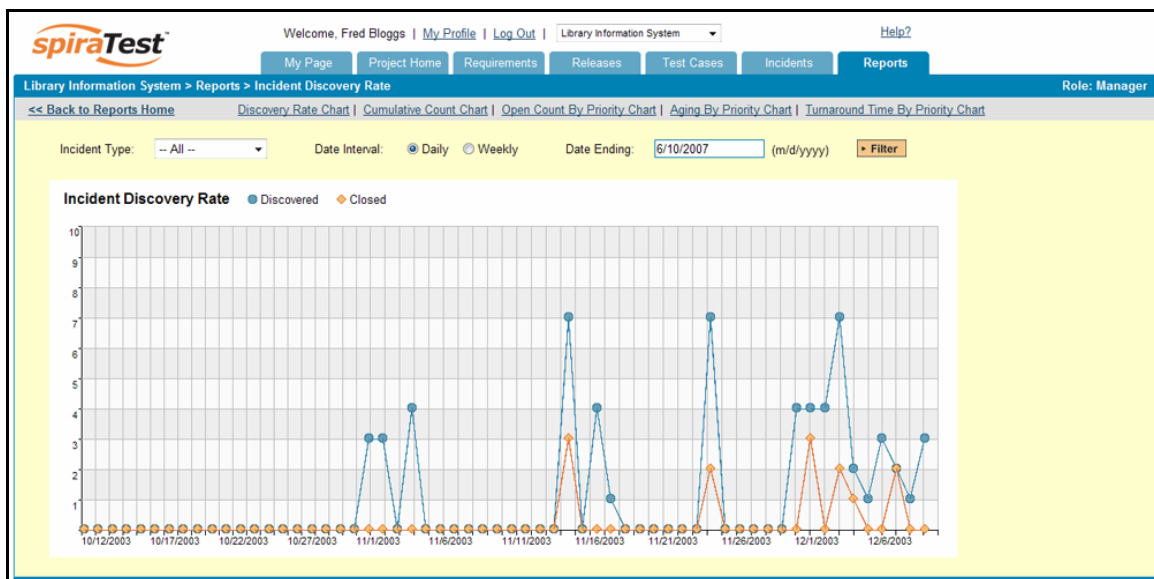 spiraTest™
Welcome, Fred Bloggs | My Profile | Log Out | Library Information System
Help?
My Page Project Home Requirements Releases Test Cases Incidents Reports
Library Information System > Reports > Incident Discovery Rate
Role: Manager
<< Back to Reports Home
Discovery Rate Chart | Cumulative Count Chart | Open Count By Priority Chart | Aging By Priority Chart | Turnaround Time By Priority Chart
Incident Type: -- All -- Date Interval: Daily Weekly Date Ending: 6/10/2007 (m/d/yyyy) Filter
Incident Discovery Rate Discovered Closed
10
9
8
7
6
5
4
3
2
1
10/12/2003 10/17/2003 10/22/2003 10/27/2003 11/1/2003 11/6/2003 11/11/2003 11/16/2003 11/21/2003 11/26/2003 12/1/2003 12/6/2003